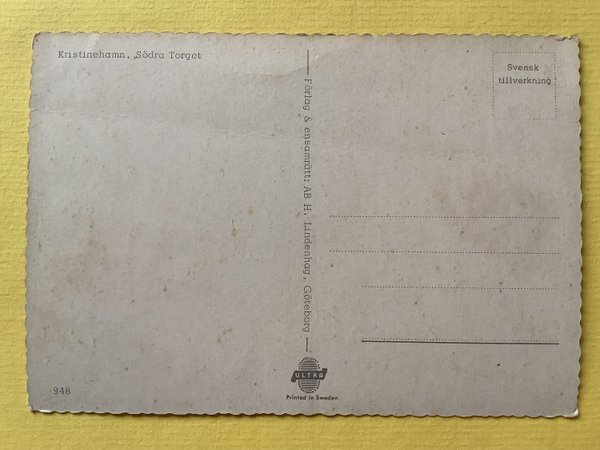 Kristinehamn. Södra Torget
Svensk
tillverkning
Förlag & ensamrätt: AB H. Lindenhag, Göteborg
948
ULTRA
Printed in Sweden